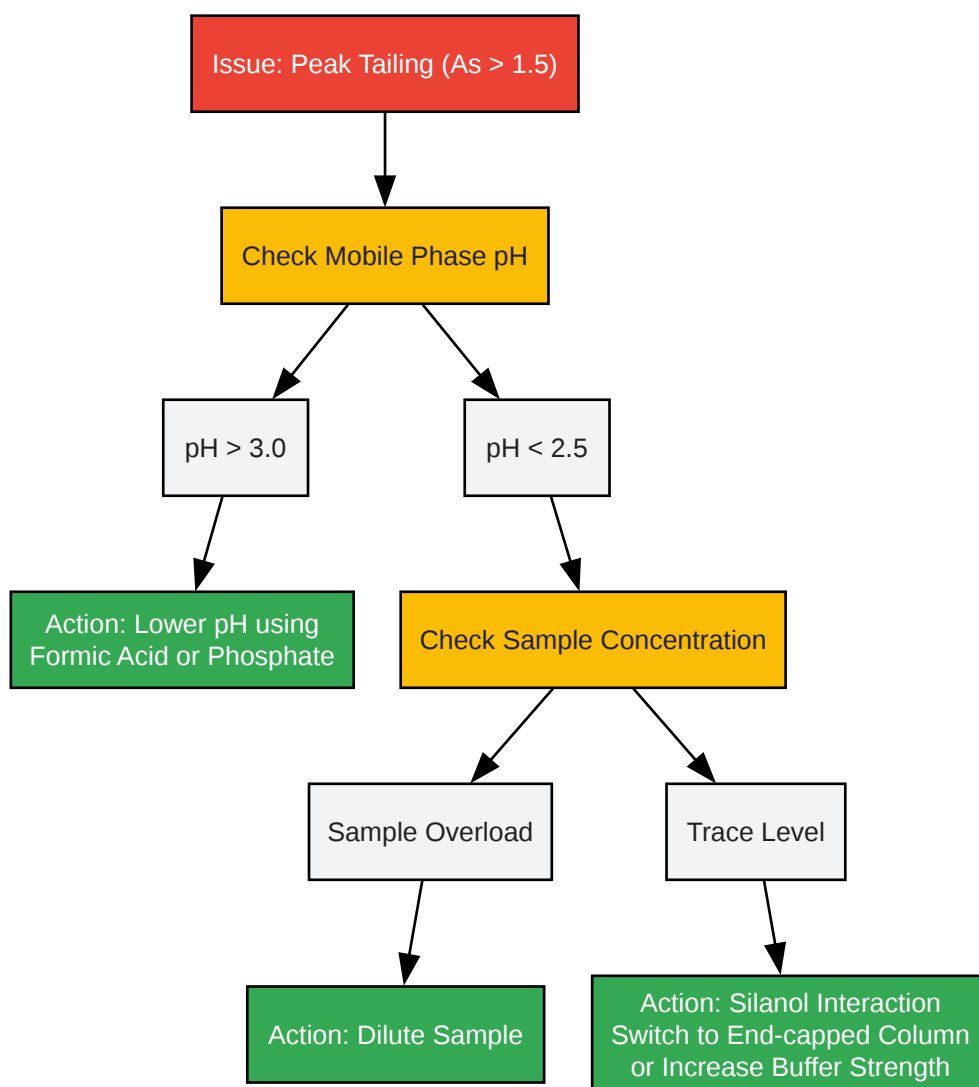 Issue: Peak Tailing (As > 1.5)
Check Mobile Phase pH
pH > 3.0
pH < 2.5
Action: Lower pH using
Formic Acid or Phosphate
Check Sample Concentration
Sample Overload
Trace Level
Action: Dilute Sample
Action: Silanol Interaction
Switch to End-capped Column
or Increase Buffer Strength